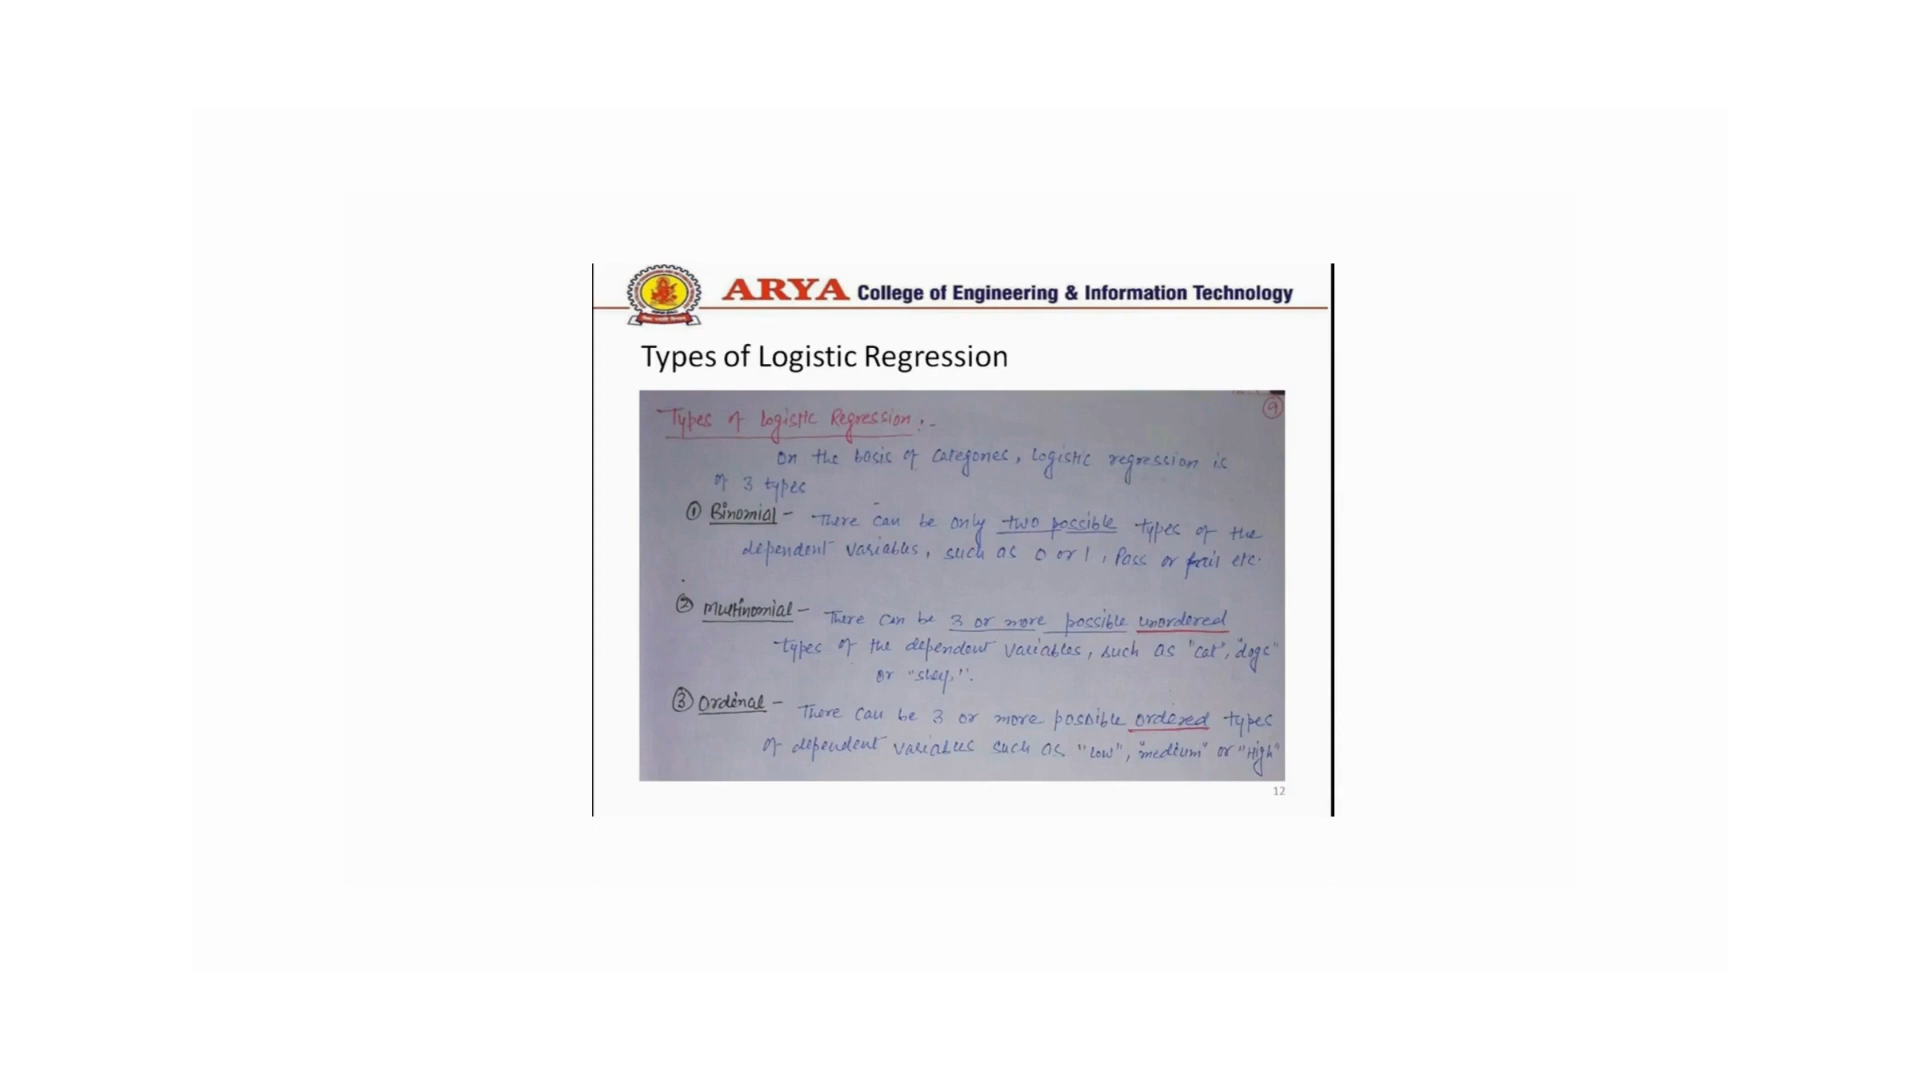 ARYA College of Engineering & Information Technology
Types of Logistic Regression
9
Types of Logistic Regression :-
On the basis of Categories, Logistic regression is
of 3 types
① Binomial - There can be only two possible types of the
dependent variables, such as 0 or 1, Pass or fail etc.
② Multinomial - There can be 3 or more possible unordered
types of the dependent variables, such as "cat", "dogs"
or
③ Ordinal - There can be 3 or more possible ordered types
of dependent variables such as "Low", "medium" or "High"
12